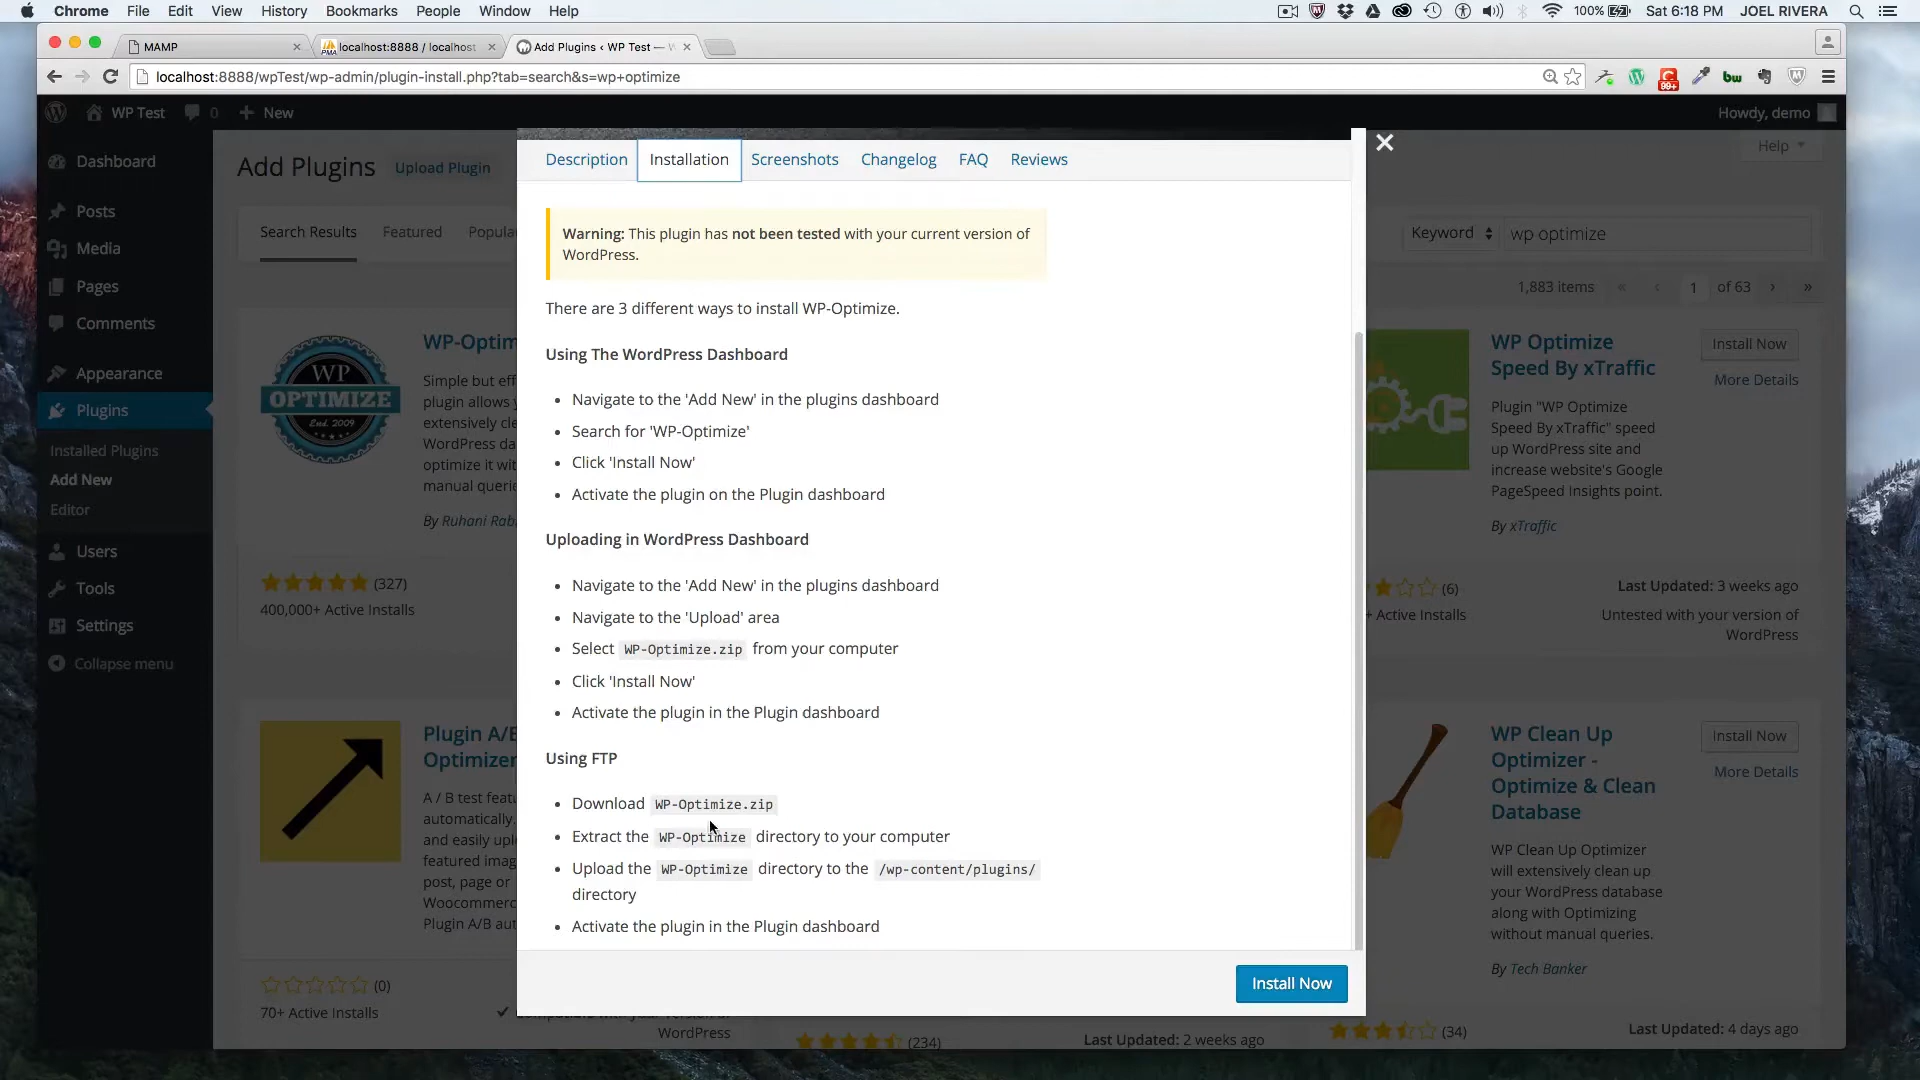 Chrome File Edit View History Bookmarks People Window Help
100% Sat 6:18 PM JOEL RIVERA
MAMP
localhost:8888 / localhost
Add Plugins ‹ WP Test —
localhost:8888/wpTest/wp-admin/plugin-install.php?tab=search&s=wp+optimize
99+
bw
WP Test 0 New
Howdy, demo
Dashboard
Posts
Media
Pages
Comments
Appearance
Plugins
Installed Plugins
Add New
Editor
Users
Tools
Settings
Collapse menu
Add Plugins Upload Plugin
Help
Search Results Featured Popula
Keyword wp optimize
1,883 items « ‹ 1 of 63 › »
WP
OPTIMIZE
Estd. 2009
WP-Optim
Simple but eff
plugin allows y
extensively cle
WordPress da
optimize it with
manual querie
By Ruhani Rab
(327)
400,000+ Active Installs
Plugin A/B
Optimizer
A / B test featu
automatically.
and easily uplo
featured imag
post, page or
Woocommerc
Plugin A/B aut
(0)
70+ Active Installs
WordPress
(234)
Last Updated: 2 weeks ago
Description Installation Screenshots Changelog FAQ Reviews
Warning: This plugin has not been tested with your current version of
WordPress.
There are 3 different ways to install WP-Optimize.
Using The WordPress Dashboard
• Navigate to the 'Add New' in the plugins dashboard
• Search for 'WP-Optimize'
• Click 'Install Now'
• Activate the plugin on the Plugin dashboard
Uploading in WordPress Dashboard
• Navigate to the 'Add New' in the plugins dashboard
• Navigate to the 'Upload' area
• Select WP-Optimize.zip from your computer
• Click 'Install Now'
• Activate the plugin in the Plugin dashboard
Using FTP
• Download WP-Optimize.zip
• Extract the WP-Optimize directory to your computer
• Upload the WP-Optimize directory to the /wp-content/plugins/
directory
• Activate the plugin in the Plugin dashboard
Install Now
WP Optimize
Speed By xTraffic
Install Now
More Details
Plugin "WP Optimize
Speed By xTraffic" speed
up WordPress site and
increase website's Google
PageSpeed Insights point.
By xTraffic
(6)
+ Active Installs
Last Updated: 3 weeks ago
Untested with your version of
WordPress
WP Clean Up
Optimizer -
Optimize & Clean
Database
Install Now
More Details
WP Clean Up Optimizer
will extensively clean up
your WordPress database
along with Optimizing
without manual queries.
By Tech Banker
(34)
Last Updated: 4 days ago